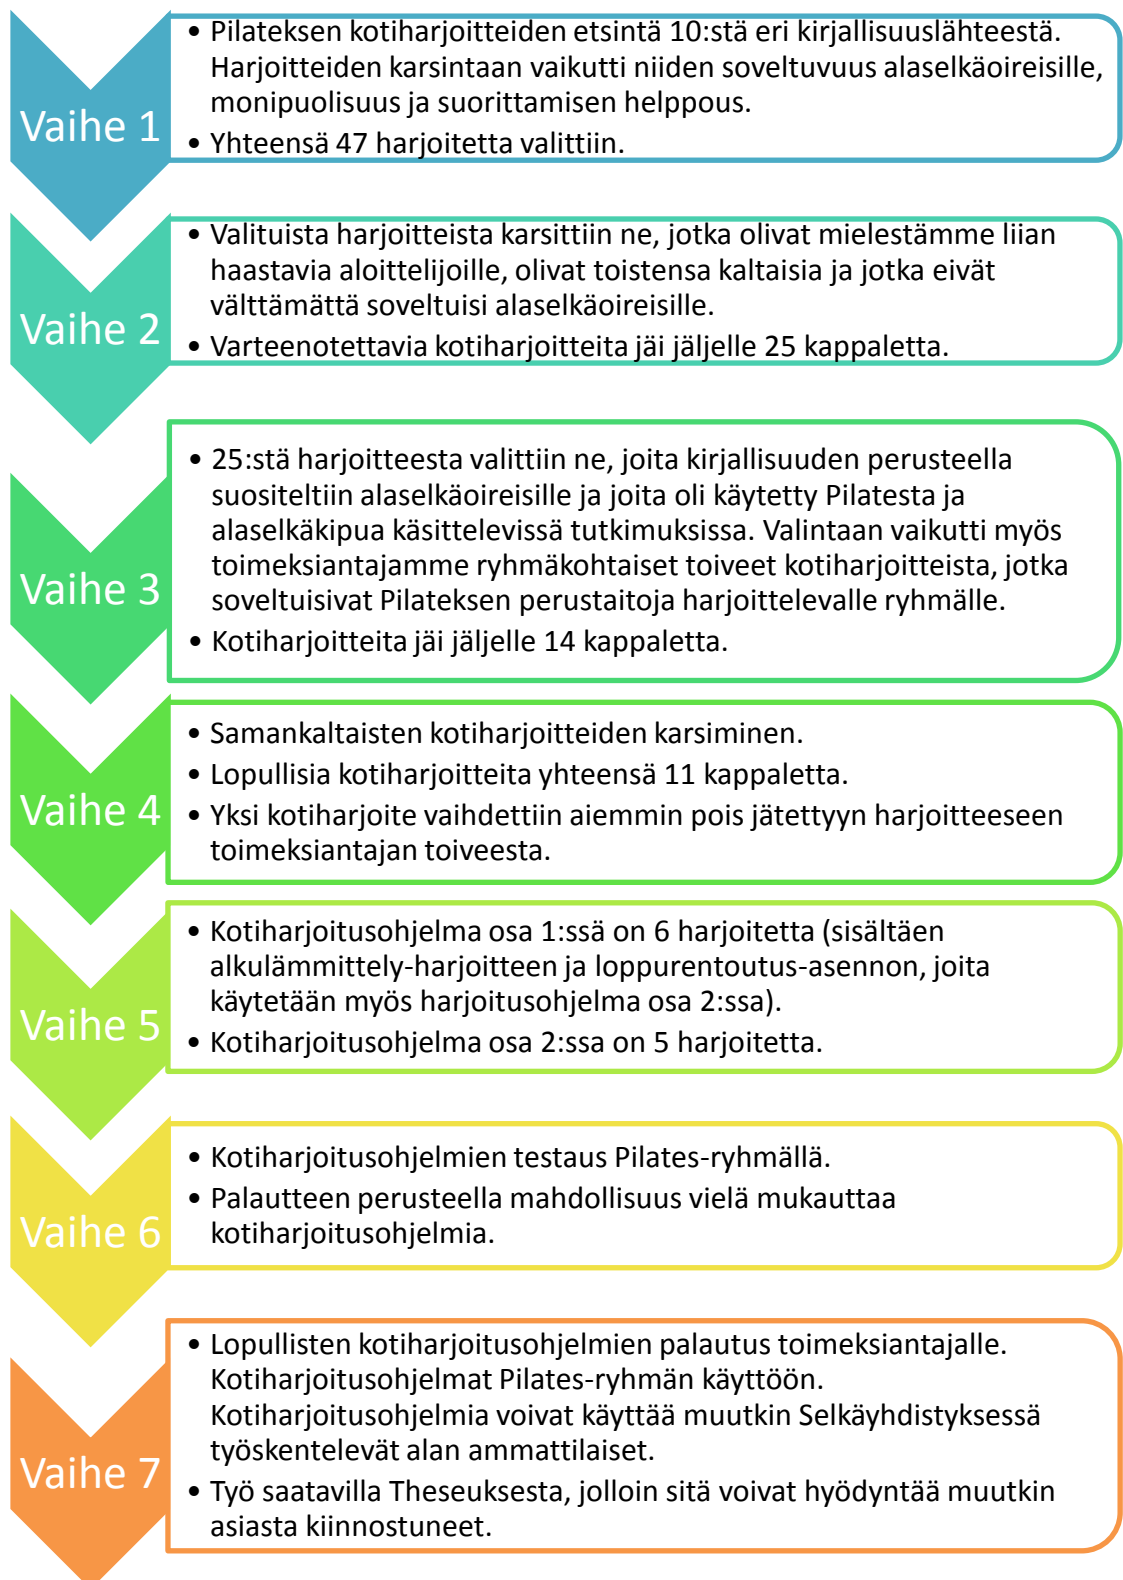 Vaihe 1
• Pilateksen kotiharjoitteiden etsintä 10:stä eri kirjallisuuslähteestä.
Harjoitteiden karsintaan vaikutti niiden soveltuvuus alaselkäoireisille,
monipuolisuus ja suorittamisen helppous.
• Yhteensä 47 harjoitetta valittiin.
Vaihe 2
• Valituista harjoitteista karsittiin ne, jotka olivat mielestämme liian
haastavia aloittelijoille, olivat toistensa kaltaisia ja jotka eivät
välttämättä soveltuisi alaselkäoireisille.
• Varteenotettavia kotiharjoitteita jäi jäljelle 25 kappaletta.
Vaihe 3
• 25:stä harjoitteesta valittiin ne, joita kirjallisuuden perusteella
suositeltiin alaselkäoireisille ja joita oli käytetty Pilatesta ja
alaselkäkipua käsittelevissä tutkimuksissa. Valintaan vaikutti myös
toimeksiantajamme ryhmäkohtaiset toiveet kotiharjoitteista, jotka
soveltuisivat Pilateksen perustaitoja harjoittelevalle ryhmälle.
• Kotiharjoitteita jäi jäljelle 14 kappaletta.
Vaihe 4
• Samankaltaisten kotiharjoitteiden karsiminen.
• Lopullisia kotiharjoitteita yhteensä 11 kappaletta.
• Yksi kotiharjoite vaihdettiin aiemmin pois jätettyyn harjoitteeseen
toimeksiantajan toiveesta.
Vaihe 5
• Kotiharjoitusohjelma osa 1:ssä on 6 harjoitetta (sisältäen
alkulämmittely-harjoitteen ja loppurentoutus-asennon, joita
käytetään myös harjoitusohjelma osa 2:ssa).
• Kotiharjoitusohjelma osa 2:ssa on 5 harjoitetta.
Vaihe 6
• Kotiharjoitusohjelmien testaus Pilates-ryhmällä.
• Palautteen perusteella mahdollisuus vielä mukauttaa
kotiharjoitusohjelmia.
Vaihe 7
• Lopullisten kotiharjoitusohjelmien palautus toimeksiantajalle.
Kotiharjoitusohjelmat Pilates-ryhmän käyttöön.
Kotiharjoitusohjelmia voivat käyttää muutkin Selkäyhdistyksessä
työskentelevät alan ammattilaiset.
• Työ saatavilla Theseuksesta, jolloin sitä voivat hyödyntää muutkin
asiasta kiinnostuneet.